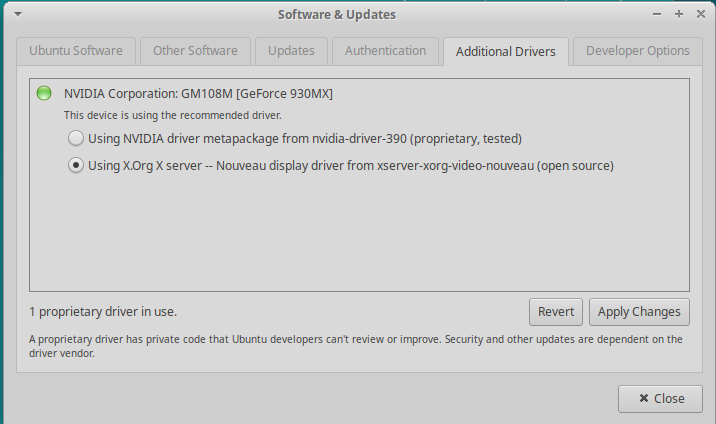 Software & Updates
Ubuntu Software
Other Software
Updates
Authentication
Additional Drivers
Developer Options
NVIDIA Corporation: GM108M [GeForce 930MX]
This device is using the recommended driver.
Using NVIDIA driver metapackage from nvidia-driver-390 (proprietary, tested)
Using X.Org X server -- Nouveau display driver from xserver-xorg-video-nouveau (open source)
1 proprietary driver in use.
Revert
Apply Changes
A proprietary driver has private code that Ubuntu developers can't review or improve. Security and other updates are dependent on the
driver vendor.
Close